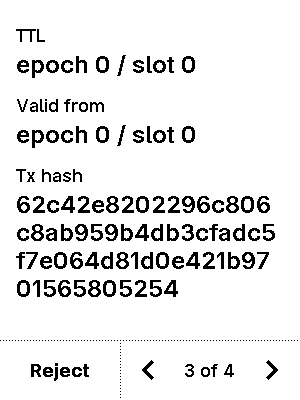 TTL
epoch 0 / slot 0
Valid from
epoch 0 / slot 0
Tx hash
62c42e8202296c806
c8ab959b4db3cfadc5
f7e064d81d0e421b97
01565805254
Reject
3 of 4